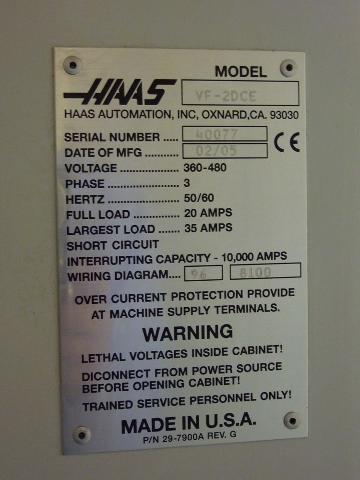 MODEL
HAAS VF-2DCE
HAAS AUTOMATION, INC, OXNARD,CA. 93030
SERIAL NUMBER .... 40077
DATE OF MFG .......... 02/05
CE
VOLTAGE ................ 360-480
PHASE ..................... 3
HERTZ ..................... 50/60
FULL LOAD ............. 20 AMPS
LARGEST LOAD ...... 35 AMPS
SHORT CIRCUIT
INTERRUPTING CAPACITY - 10,000 AMPS
WIRING DIAGRAM.... 96 8100
OVER CURRENT PROTECTION PROVIDE
AT MACHINE SUPPLY TERMINALS.
WARNING
LETHAL VOLTAGES INSIDE CABINET!
DICONNECT FROM POWER SOURCE
BEFORE OPENING CABINET!
TRAINED SERVICE PERSONNEL ONLY!
MADE IN U.S.A.
P/N 29-7900A REV. G